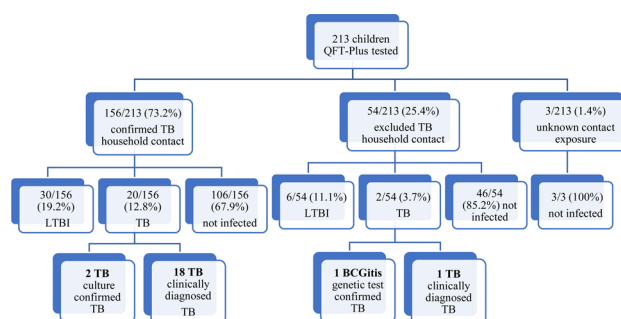 213 children
QFT-Plus tested
156/213 (73.2%)
confirmed TB
household contact
54/213 (25.4%)
excluded TB
household contact
3/213 (1.4%)
unknown contact
exposure
30/156
(19.2%)
LTBI
20/156
(12.8%)
TB
106/156
(67.9%)
not infected
6/54 (11.1%)
LTBI
2/54 (3.7%)
TB
46/54
(85.2%) not
infected
3/3 (100%)
not infected
2 TB
culture
confirmed
TB
18 TB
clinically
diagnosed
TB
1 BCGitis
genetic test
confirmed
TB
1 TB
clinically
diagnosed
TB